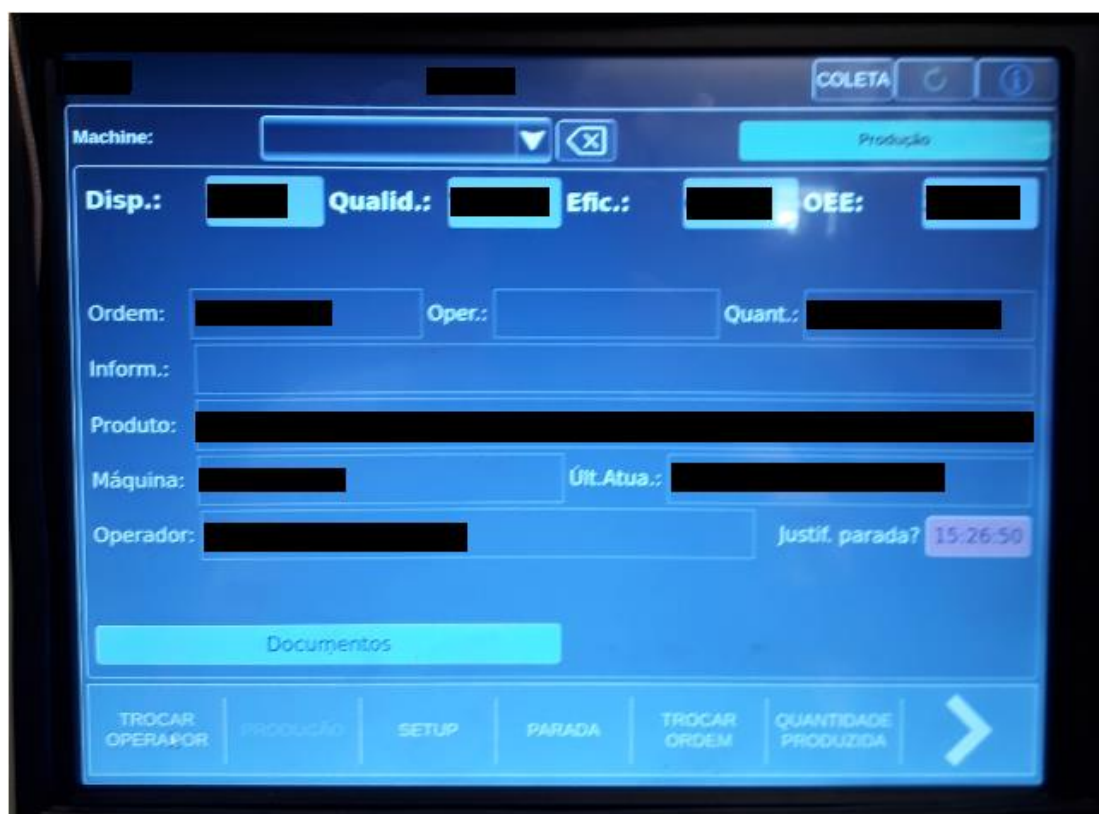 COLETA
Machine:
Produção
Disp.: Qualid.: Efic.: OEE:
Ordem: Oper.: Quant.:
Inform.:
Produto:
Máquina: Últ.Atua.:
Operador: Justif. parada? 15:26:50
Documentos
TROCAR OPERADOR
PRODUÇÃO
SETUP
PARADA
TROCAR ORDEM
QUANTIDADE PRODUZIDA